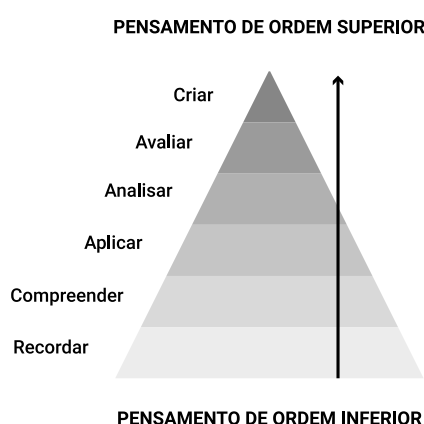 PENSAMENTO DE ORDEM SUPERIOR
Criar
Avaliar
Analisar
Aplicar
Compreender
Recordar
PENSAMENTO DE ORDEM INFERIOR